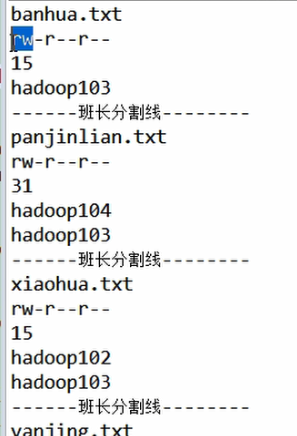 banhua.txt
rw-r--r--
15
hadoop103
------班长分割线--------
panjinlian.txt
rw-r--r--
31
hadoop104
hadoop103
------班长分割线--------
xiaohua.txt
rw-r--r--
15
hadoop102
hadoop103
------班长分割线--------
yanjing.txt